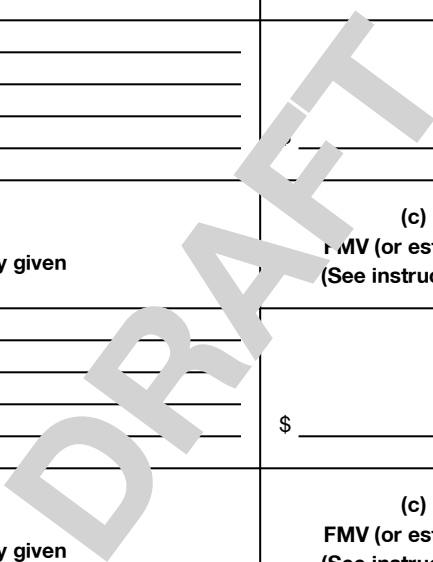 $
(c)
FMV (or est
y given
(See instruc
$
(c)
FMV (or est
y given
(See instruc
DRAFT